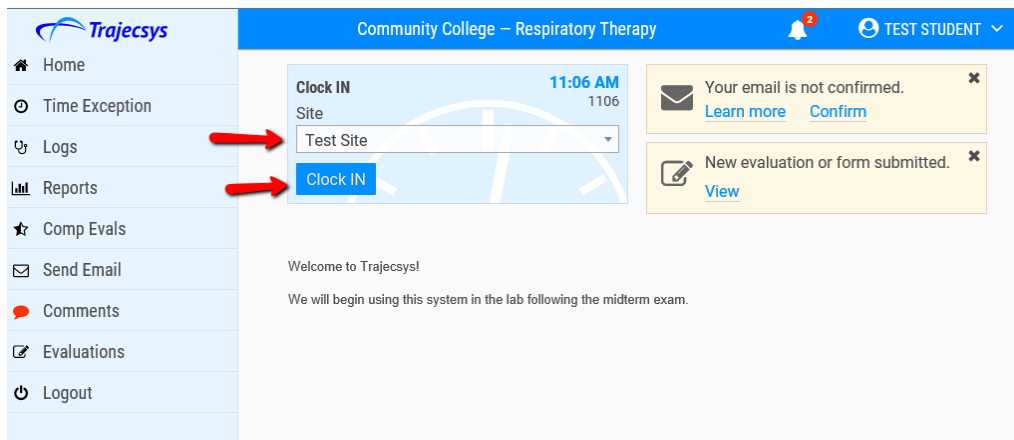 Trajecsys
Community College – Respiratory Therapy
2
TEST STUDENT
Home
Time Exception
Logs
Reports
Comp Evals
Send Email
Comments
Evaluations
Logout
Clock IN
11:06 AM
1106
Site
Test Site
Clock IN
Your email is not confirmed.
Learn more Confirm
New evaluation or form submitted.
View
Welcome to Trajecsys!
We will begin using this system in the lab following the midterm exam.